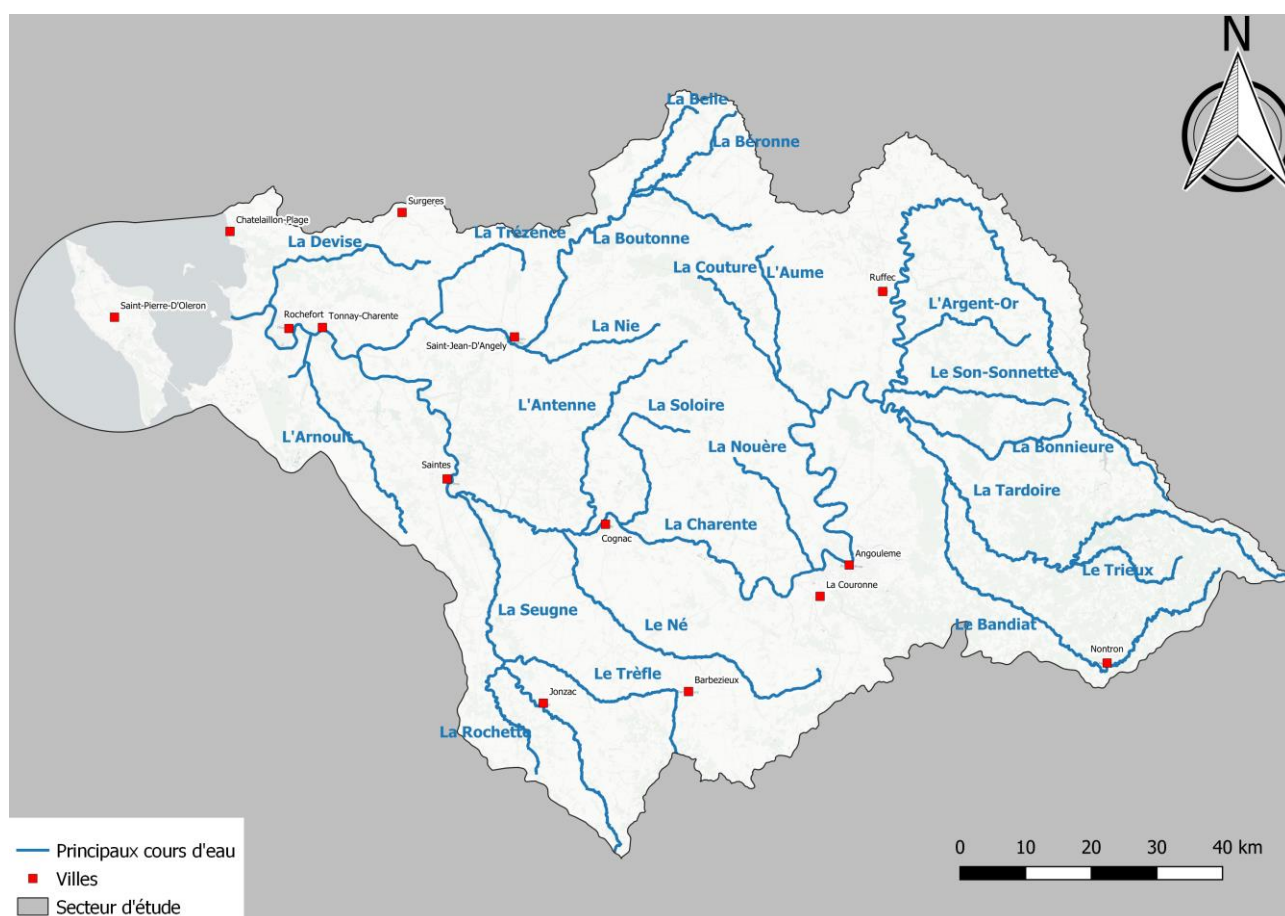 N
La Belle
La Béronne
Surgeres
Chatelaillon-Plage
La Devise
La Trézence
La Boutonne
La Couture
L'Aume
Ruffec
Saint-Pierre-D'Oleron
L'Argent-Or
Rochefort
Tonnay-Charente
La Nie
Saint-Jean-D'Angely
Le Son-Sonnette
L'Antenne
La Soloire
L'Arnoult
La Nouère
La Bonnieure
Saintes
La Tardoire
La Charente
Cognac
Angouleme
Le Trieux
La Couronne
La Seugne
Le Né
Le Bandiat
Nontron
Le Trèfle
Barbezieux
Jonzac
La Rochette
Principaux cours d'eau
Villes
Secteur d'étude
0 10 20 30 40 km